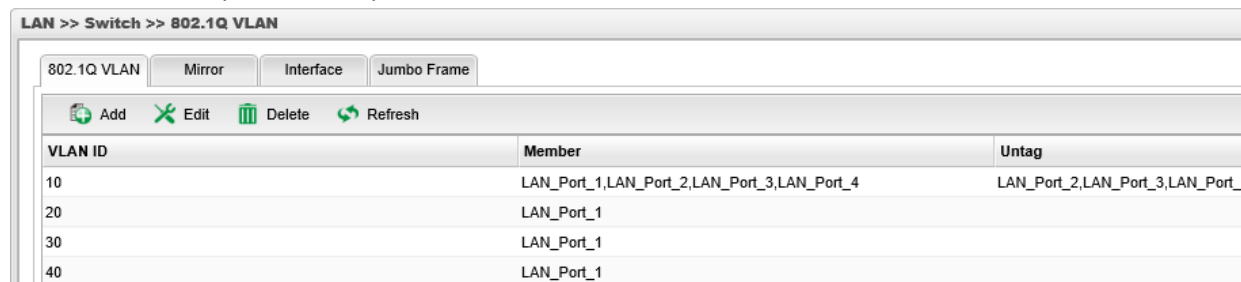 LAN >> Switch >> 802.1Q VLAN
802.1Q VLAN Mirror Interface Jumbo Frame
Add Edit Delete Refresh
VLAN ID Member Untag
10 LAN_Port_1,LAN_Port_2,LAN_Port_3,LAN_Port_4 LAN_Port_2,LAN_Port_3,LAN_Port_
20 LAN_Port_1
30 LAN_Port_1
40 LAN_Port_1